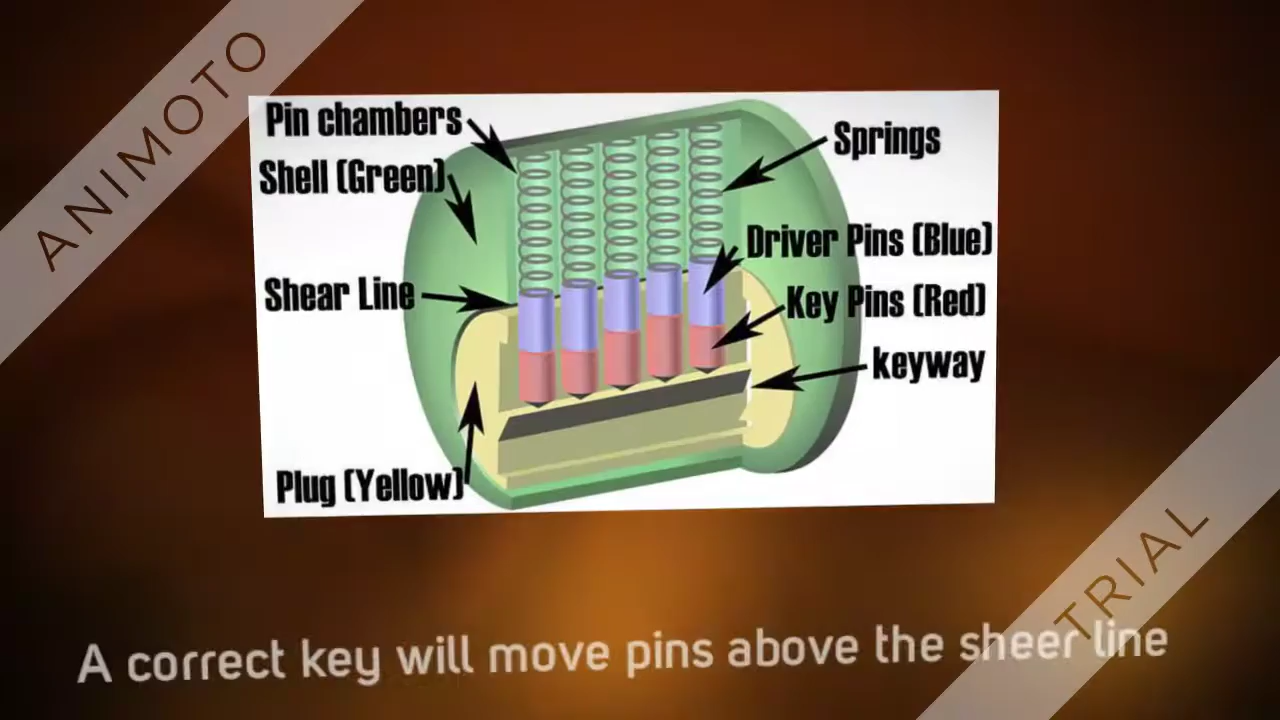 ANIMOTO
Pin chambers
Shell (Green)
Shear Line
Plug (Yellow)
Springs
Driver Pins (Blue)
Key Pins (Red)
keyway
TRIAL
A correct key will move pins above the sheer line